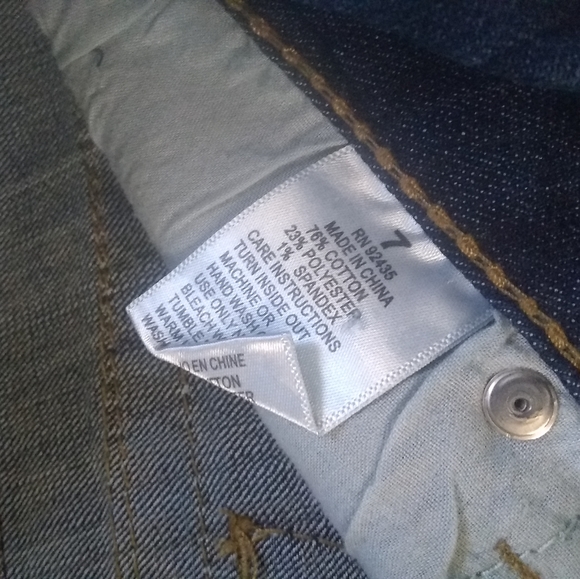 7
RN 92435
MADE IN CHINA
76% COTTON
23% POLYESTER
1% SPANDEX
CARE INSTRUCTIONS
TURN INSIDE OUT
MACHINE OR
HAND WASH
USE ONLY
BLEACH
TUMBLE
WARM
WASH
EN CHINE